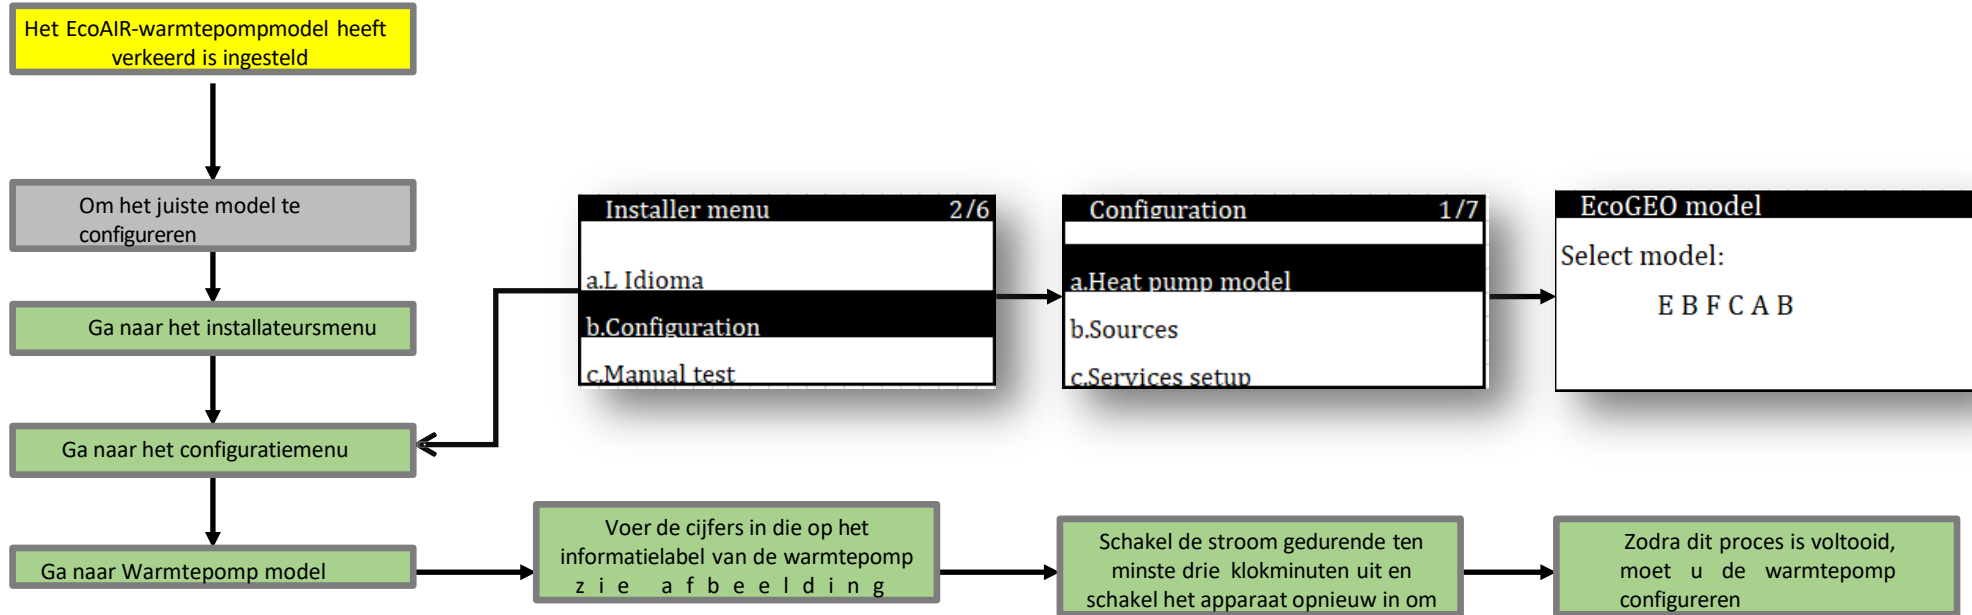 Het EcoAIR-warmtepompmodel heeft
verkeerd is ingesteld
Om het juiste model te
configureren
Ga naar het installateursmenu
Ga naar het configuratiemenu
Ga naar Warmtepomp model
Installer menu 2/6
a.L Idioma
b.Configuration
c.Manual test
Configuration 1/7
a.Heat pump model
b.Sources
c.Services setup
EcoGEO model
Select model:
E B F C A B
Voer de cijfers in die op het
informatielabel van de warmtepomp
zie afbeelding
Schakel de stroom gedurende ten
minste drie klokminuten uit en
schakel het apparaat opnieuw in om
Zodra dit proces is voltooid,
moet u de warmtepomp
configureren